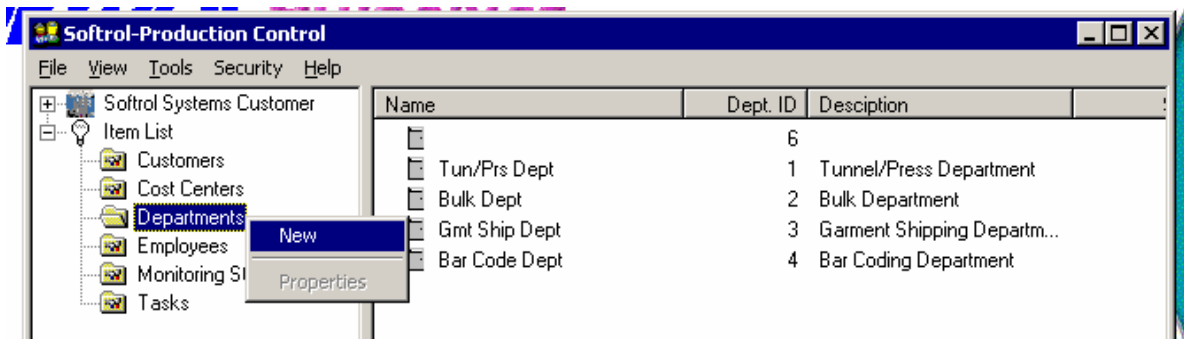 Softrol-Production Control
File View Tools Security Help
Softrol Systems Customer
Item List
Customers
Cost Centers
Departments
Employees
Monitoring
Tasks
New
Properties
Name Dept. ID Desciption
6
Tun/Prs Dept 1 Tunnel/Press Department
Bulk Dept 2 Bulk Department
Gmt Ship Dept 3 Garment Shipping Departm...
Bar Code Dept 4 Bar Coding Department